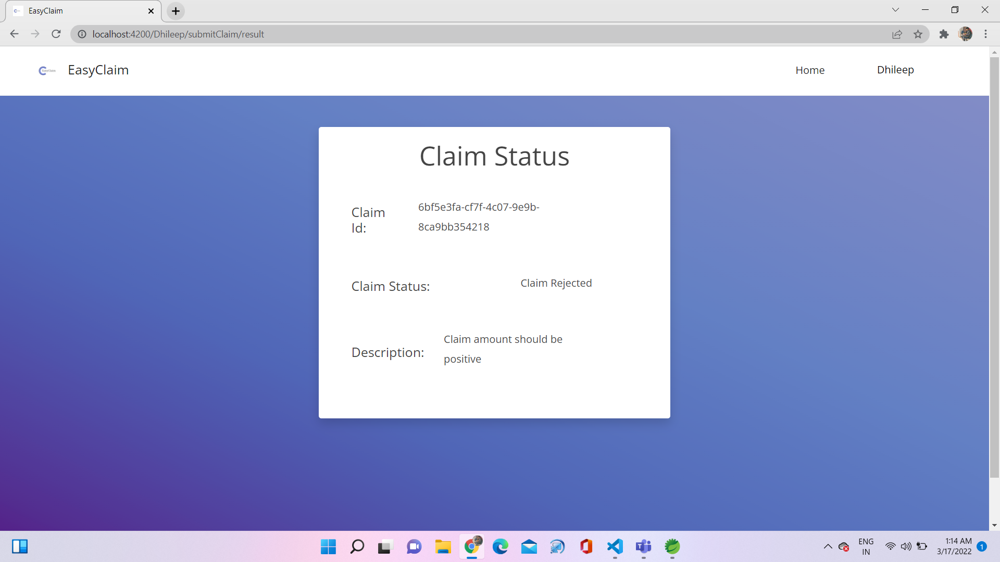 EasyClaim
localhost:4200/Dhileep/submitClaim/result
EasyClaim
Home
Dhileep
Claim Status
Claim
Id:
6bf5e3fa-cf7f-4c07-9e9b-
8ca9bb354218
Claim Status:
Claim Rejected
Description:
Claim amount should be
positive
ENG
IN
1:14 AM
3/17/2022
1